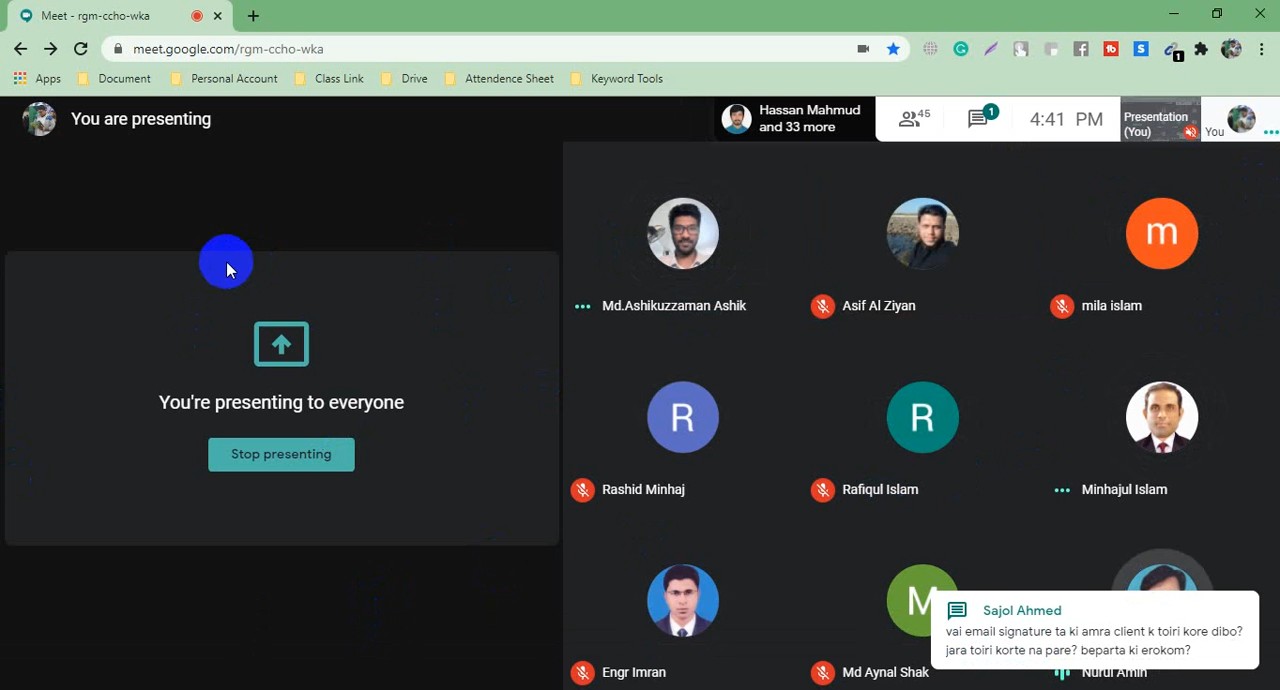 Meet - rgm-ccho-wka
meet.google.com/rgm-ccho-wka
Apps Document Personal Account Class Link Drive Attendence Sheet Keyword Tools
You are presenting
Hassan Mahmud
and 33 more
45
1
4:41 PM
Presentation
(You)
You
You're presenting to everyone
Stop presenting
Md.Ashikuzzaman Ashik
Asif Al Ziyan
m
mila islam
R
Rashid Minhaj
R
Rafiqul Islam
Minhajul Islam
Engr Imran
M
Md Aynal Shak
Nurul Amin
Sajol Ahmed
vai email signature ta ki amra client k toiri kore dibo?
jara toiri korte na pare? beparta ki erokom?